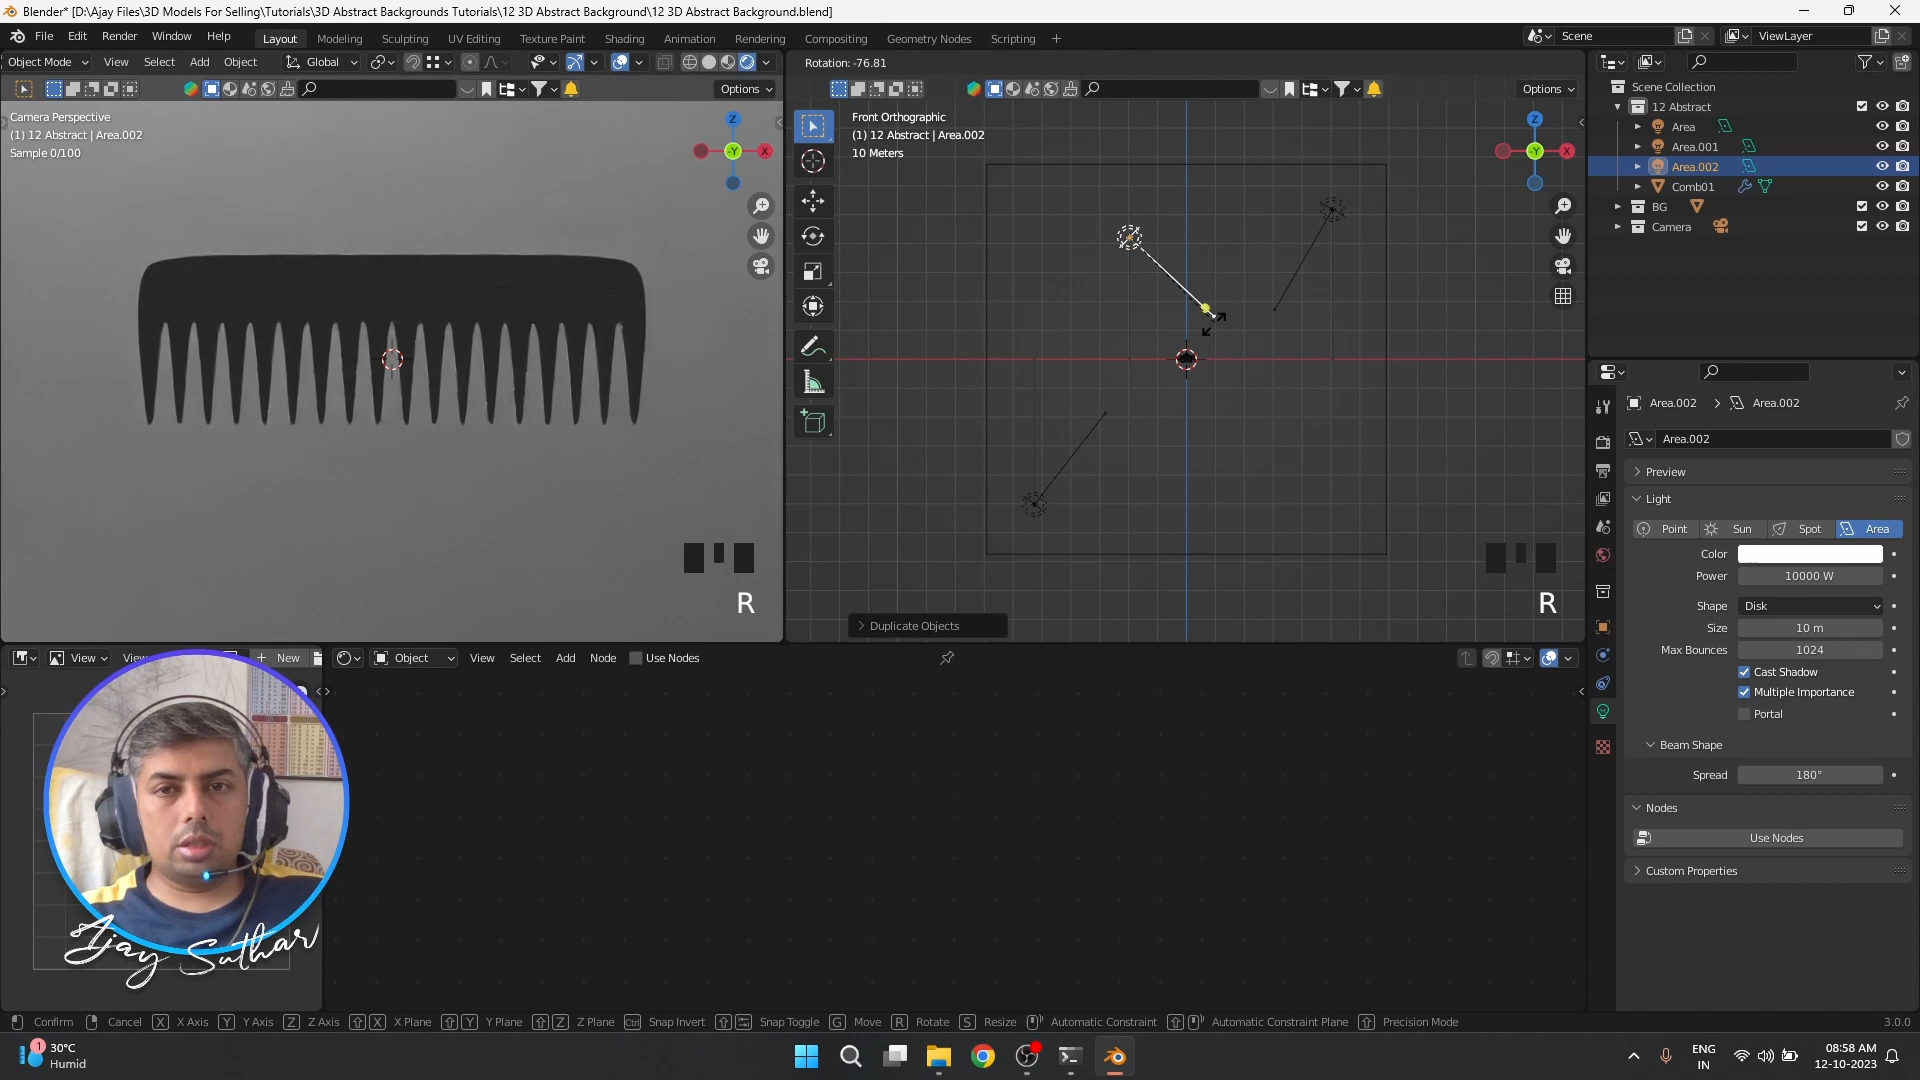 Blender* [D:\Ajay Files\3D Models For Selling\Tutorials\3D Abstract Backgrounds Tutorials\12 3D Abstract Background\12 3D Abstract Background.blend]
File Edit Render Window Help Layout Modeling Sculpting UV Editing Texture Paint Shading Animation Rendering Compositing Geometry Nodes Scripting + Scene ViewLayer
Object Mode View Select Add Object Global Rotation: -76.81
Options Options
Camera Perspective
(1) 12 Abstract | Area.002
Sample 0/100
Z
-Y
X
Front Orthographic
(1) 12 Abstract | Area.002
10 Meters
Z
-Y
X
R
R
Duplicate Objects
Scene Collection
12 Abstract
Area
Area.001
Area.002
Comb01
BG
Camera
Area.002 > Area.002
Area.002
Preview
Light
Point Sun Spot Area
Color
Power 10000 W
Shape Disk
Size 10 m
Max Bounces 1024
Cast Shadow
Multiple Importance
Portal
Beam Shape
Spread 180°
Nodes
Use Nodes
Custom Properties
View New Object View Select Add Node Use Nodes
Ajay Suthar
Confirm Cancel X X Axis Y Y Axis Z Z Axis X X Plane Y Y Plane Z Z Plane Ctrl Snap Invert Snap Toggle G Move R Rotate S Resize Automatic Constraint Automatic Constraint Plane Precision Mode 3.0.0
1
30°C
Humid
ENG
IN
08:58 AM
12-10-2023